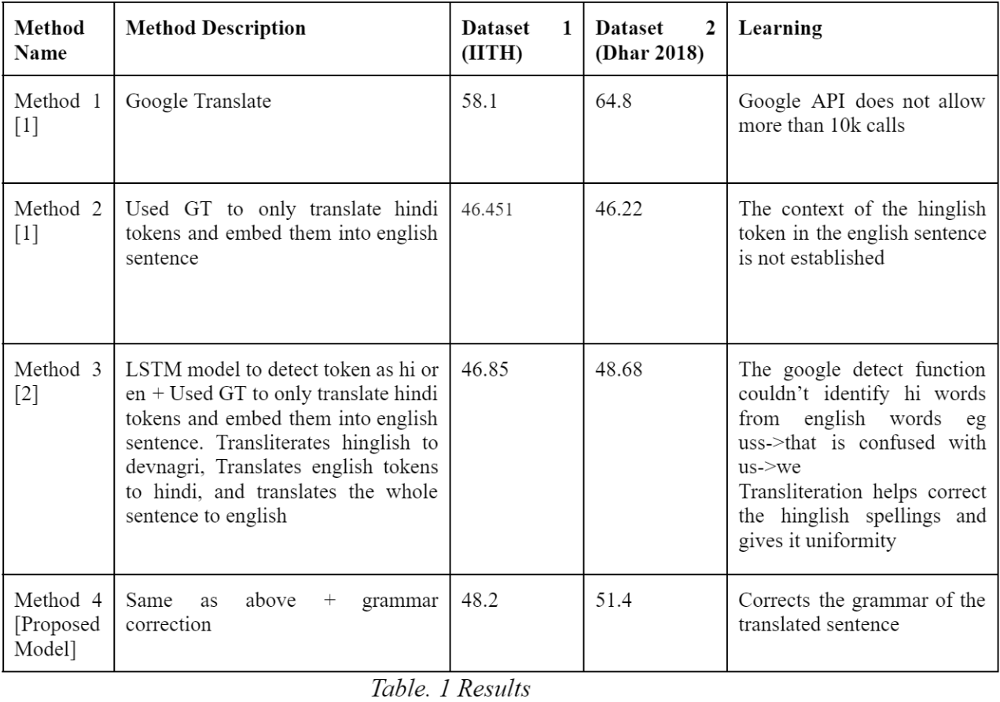 Method Name
Method Description
Dataset 1 (IITH)
Dataset 2 (Dhar 2018)
Learning
Method 1
[1]
Google Translate
58.1
64.8
Google API does not allow
more than 10k calls
Method 2
[1]
Used GT to only translate hindi
tokens and embed them into english
sentence
46.451
46.22
The context of the hinglish
token in the english sentence
is not established
Method 3
[2]
LSTM model to detect token as hi or
en + Used GT to only translate hindi
tokens and embed them into english
sentence. Transliterates hinglish to
devnagri, Translates english tokens
to hindi, and translates the whole
sentence to english
46.85
48.68
The google detect function
couldn’t identify hi words
from english words eg
uss->that is confused with
us->we
Transliteration helps correct
the hinglish spellings and
gives it uniformity
Method 4
[Proposed
Model]
Same as above + grammar
correction
48.2
51.4
Corrects the grammar of the
translated sentence
Table. 1 Results